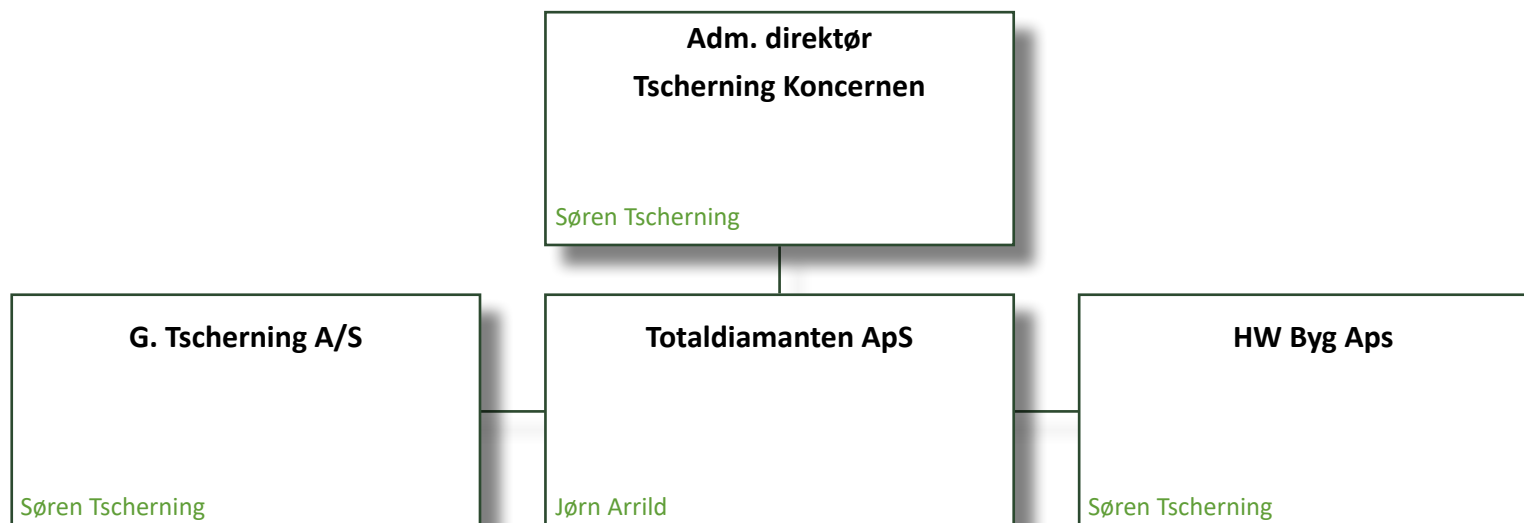 Adm. direktør
Tscherning Koncernen
Søren Tscherning
G. Tscherning A/S
Søren Tscherning
Totaldiamanten ApS
Jørn Arrild
HW Byg Aps
Søren Tscherning